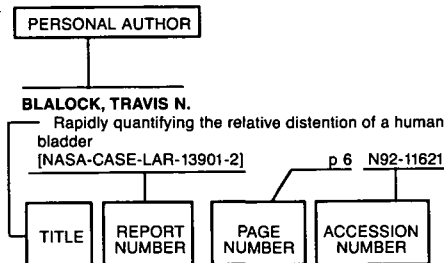 PERSONAL AUTHOR
BLALOCK, TRAVIS N.
Rapidly quantifying the relative distention of a human
bladder
[NASA-CASE-LAR-13901-2] p 6 N92-11621
TITLE
REPORT
NUMBER
PAGE
NUMBER
ACCESSION
NUMBER